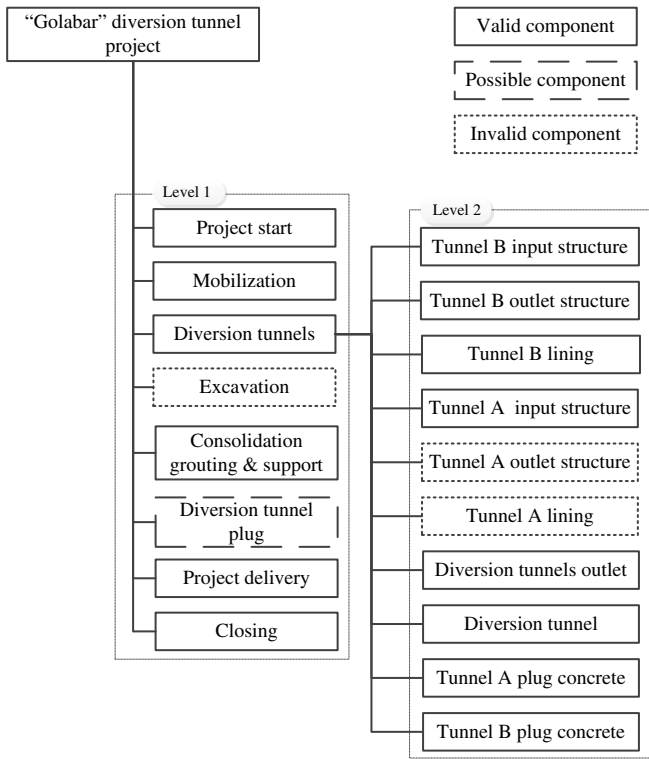 “Golabar” diversion tunnel
project
Valid component
Possible component
Invalid component
Level 1
Project start
Mobilization
Diversion tunnels
Excavation
Consolidation
grouting & support
Diversion tunnel
plug
Project delivery
Closing
Level 2
Tunnel B input structure
Tunnel B outlet structure
Tunnel B lining
Tunnel A input structure
Tunnel A outlet structure
Tunnel A lining
Diversion tunnels outlet
Diversion tunnel
Tunnel A plug concrete
Tunnel B plug concrete